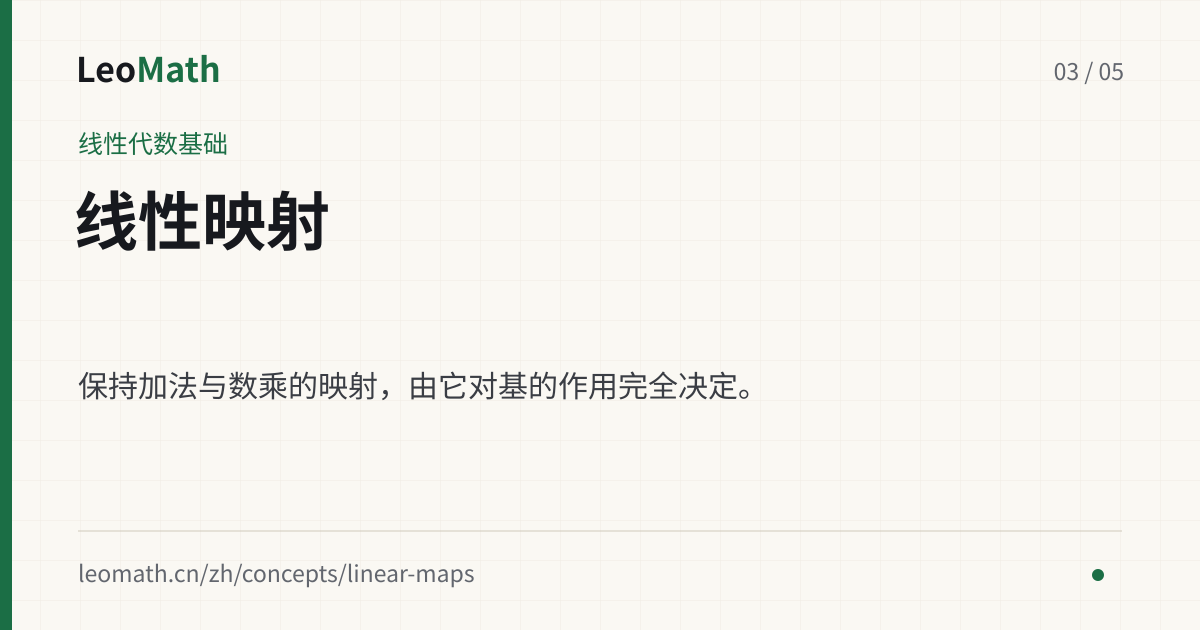 LeoMath
03 / 05
线性代数基础
线性映射
保持加法与数乘的映射，由它对基的作用完全决定。
leomath.cn/zh/concepts/linear-maps